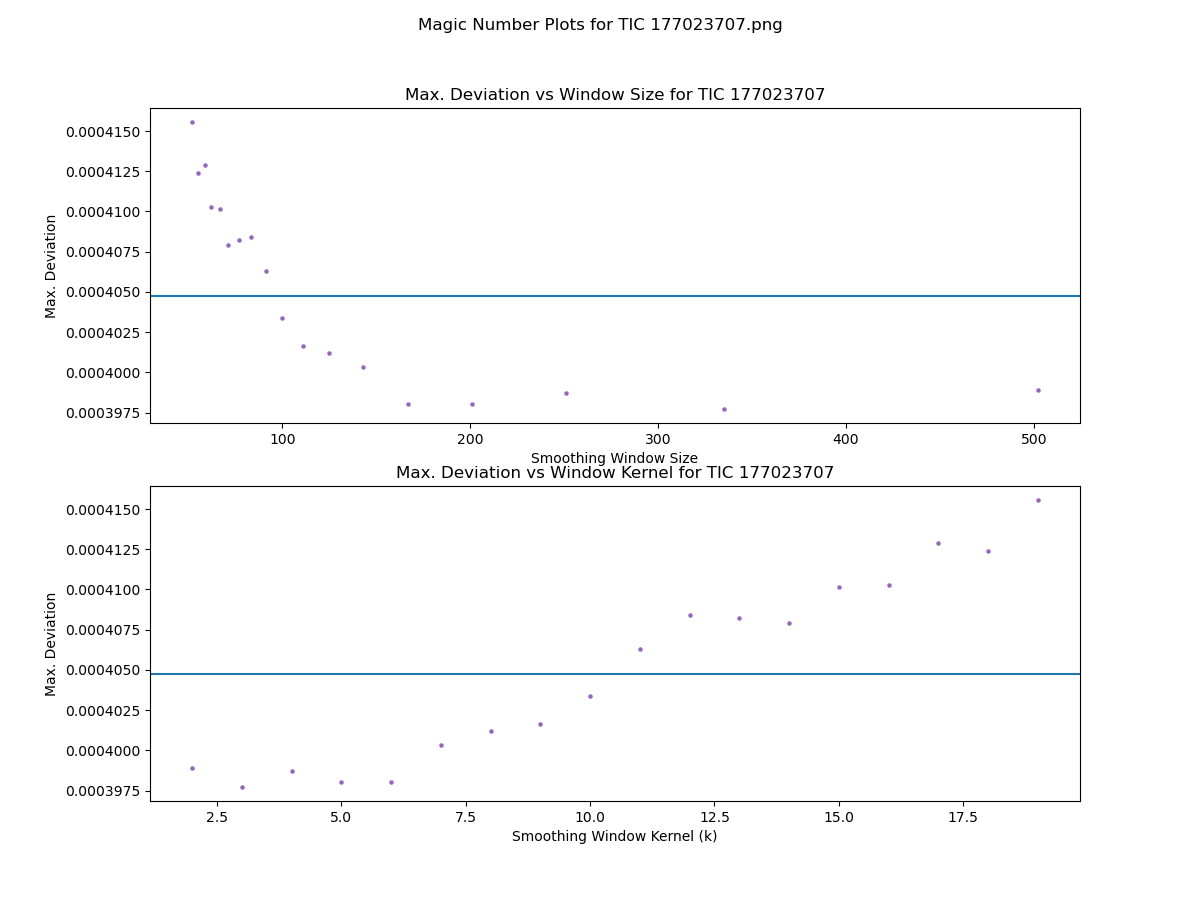 Magic Number Plots for TIC 177023707.png
Max. Deviation vs Window Size for TIC 177023707
0.0004150
0.0004125
0.0004100
0.0004075
0.0004050
0.0004025
0.0004000
0.0003975
Max. Deviation
100 200 300 400 500
Smoothing Window Size
Max. Deviation vs Window Kernel for TIC 177023707
0.0004150
0.0004125
0.0004100
0.0004075
0.0004050
0.0004025
0.0004000
0.0003975
Max. Deviation
2.5 5.0 7.5 10.0 12.5 15.0 17.5
Smoothing Window Kernel (k)